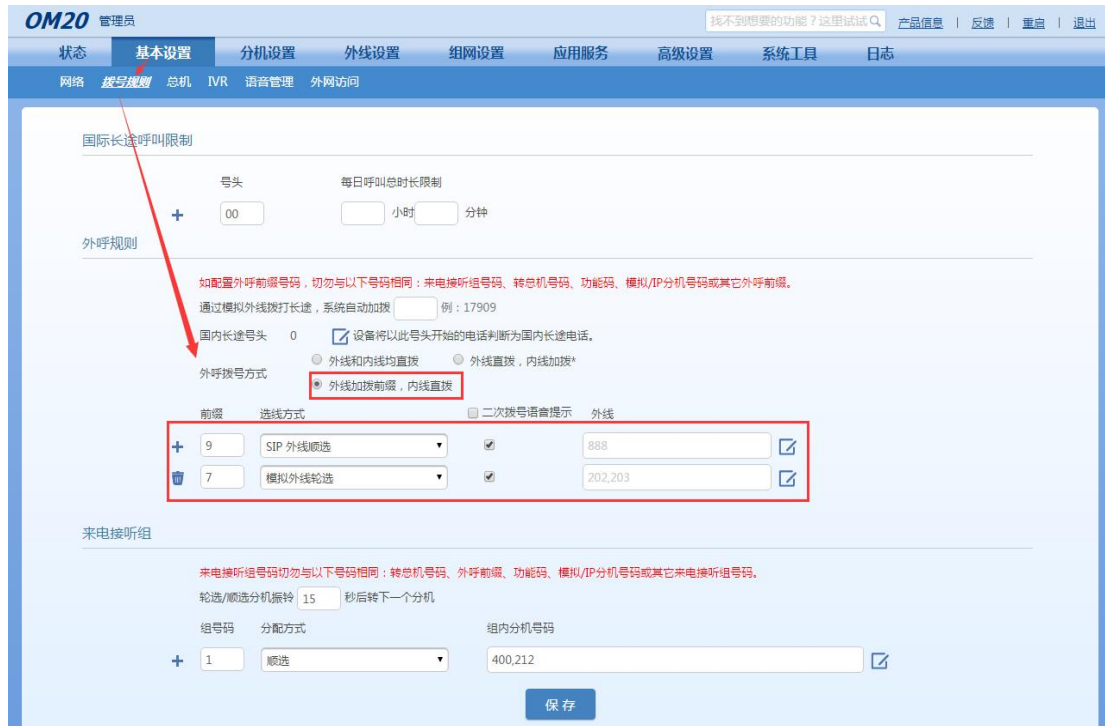 OM20 管理员 找不到想要的功能？这里试试 产品信息 | 反馈 | 重启 | 退出
状态 基本设置 分机设置 外线设置 组网设置 应用服务 高级设置 系统工具 日志
网络 拨号规则 总机 IVR 语音管理 外网访问
国际长途呼叫限制
号头 每日呼叫总时长限制
+ 00 小时 分钟
外呼规则
如配置外呼前缀号码，切勿与以下号码相同：来电接听组号码、转总机号码、功能码、模拟/IP分机号码或其它外呼前缀。
通过模拟外线拨打长途，系统自动加拨 例：17909
国内长途号头 0 设备将以此号头开始的电话判断为国内长途电话。
外呼拨号方式
外线和内线均直拨 外线直拨，内线加拨*
外线加拨前缀，内线直拨
前缀 选线方式 二次拨号语音提示 外线
+ 9 SIP 外线顺选 888
7 模拟外线轮选 202,203
来电接听组
来电接听组号码切勿与以下号码相同：转总机号码、外呼前缀、功能码、模拟/IP分机号码或其它来电接听组号码。
轮选/顺选分机振铃 15 秒后转下一个分机
组号码 分配方式 组内分机号码
+ 1 顺选 400,212
保存